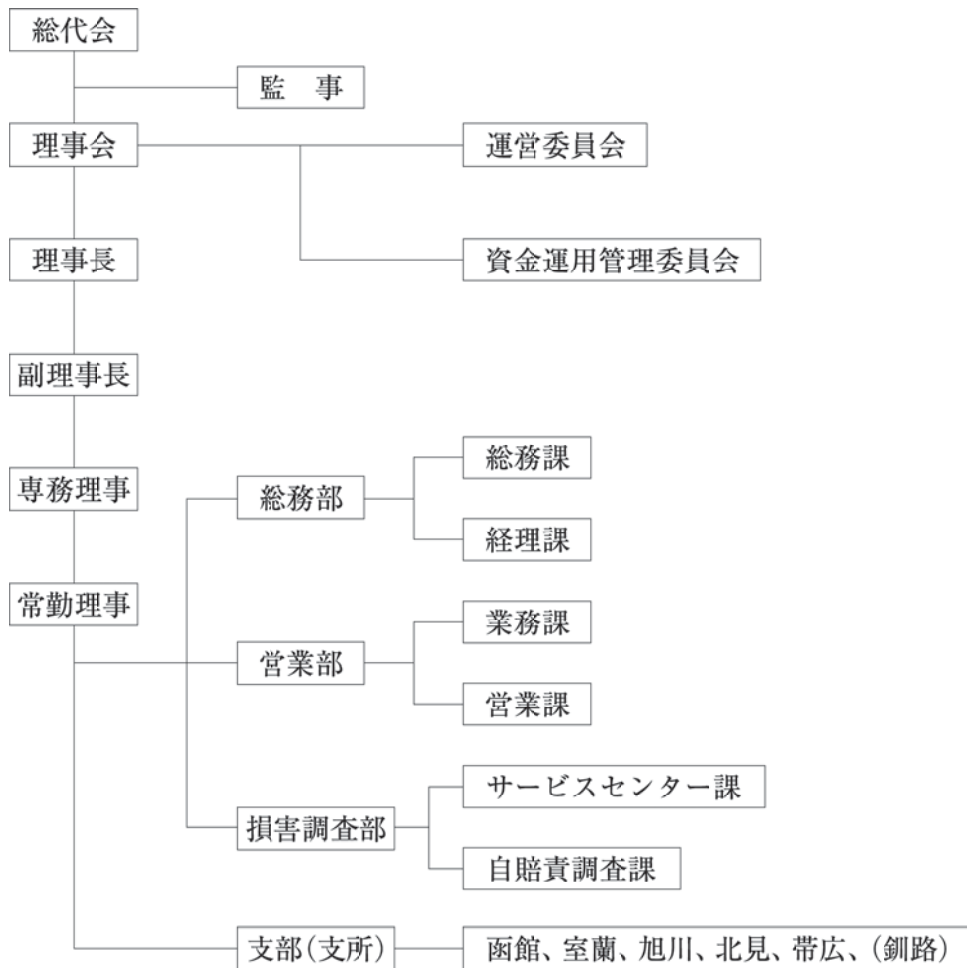 総代会
監　事
理事会
運営委員会
理事長
資金運用管理委員会
副理事長
専務理事
総務部
総務課
経理課
常勤理事
営業部
業務課
営業課
損害調査部
サービスセンター課
自賠責調査課
支部（支所）
函館、室蘭、旭川、北見、帯広、（釧路）